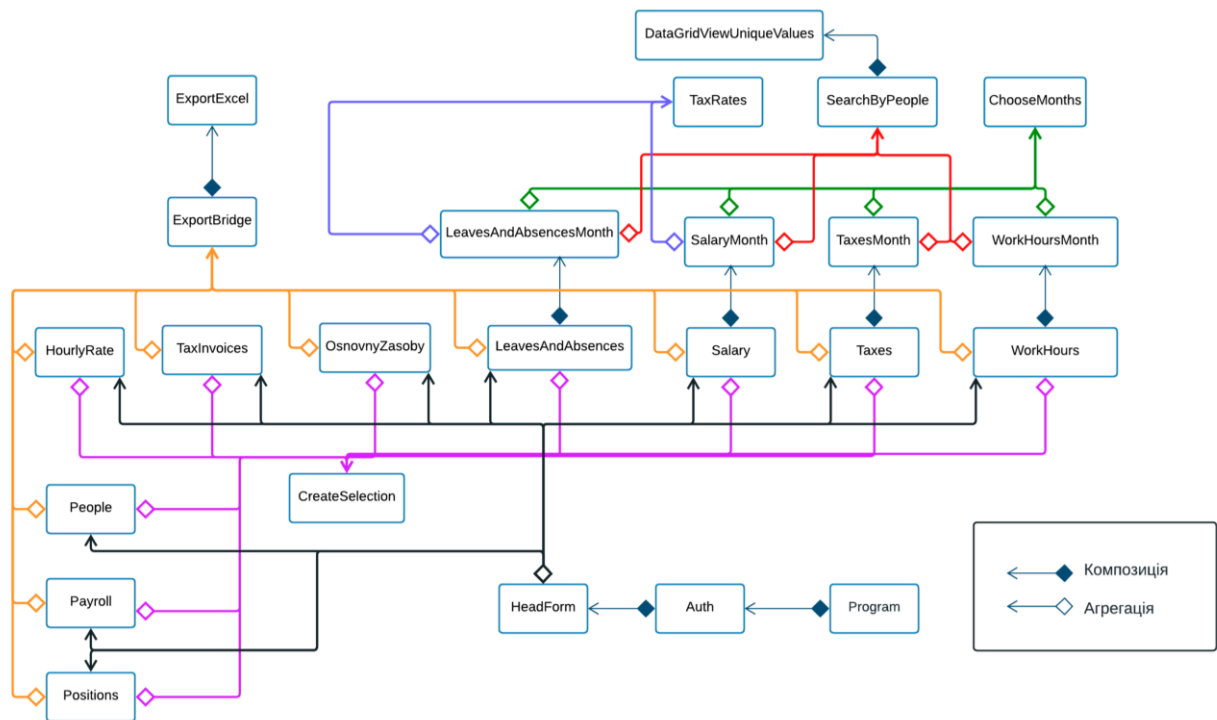 DataGridViewUniqueValues
ExportExcel
TaxRates
SearchByPeople
ChooseMonths
ExportBridge
LeavesAndAbsencesMonth
SalaryMonth
TaxesMonth
WorkHoursMonth
HourlyRate
TaxInvoices
OsnovnyZasoby
LeavesAndAbsences
Salary
Taxes
WorkHours
CreateSelection
People
Payroll
Positions
HeadForm
Auth
Program
Композиція
Агрегація